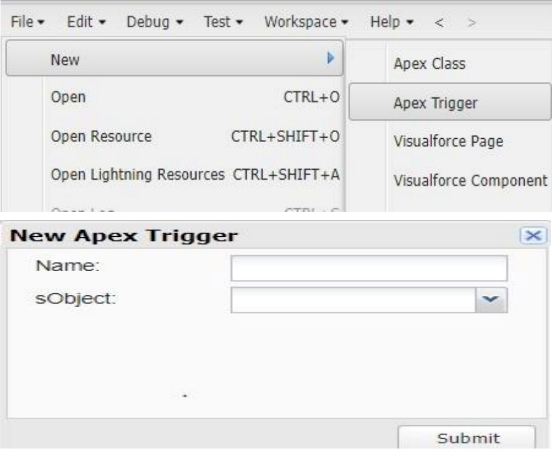 File Edit Debug Test Workspace Help < >
New
Apex Class
Open CTRL+O
Apex Trigger
Open Resource CTRL+SHIFT+O
Visualforce Page
Open Lightning Resources CTRL+SHIFT+A
Visualforce Component
New Apex Trigger
Name:
sObject:
Submit